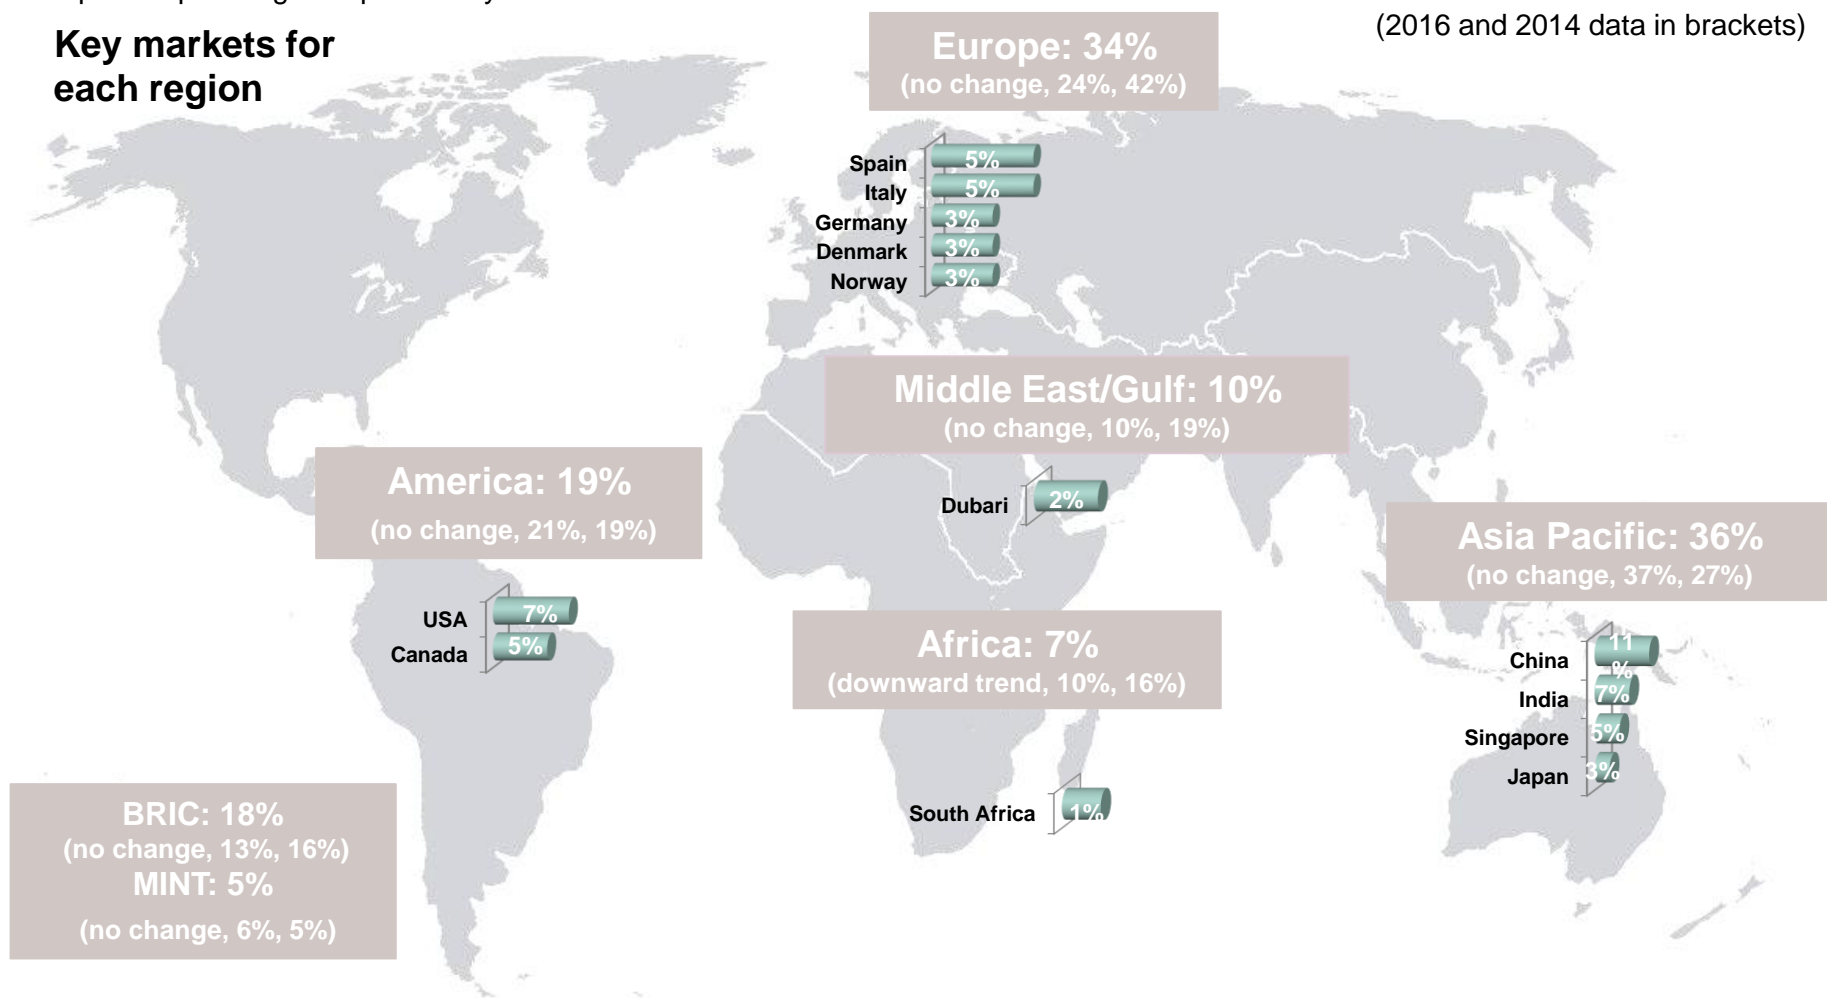 (2016 and 2014 data in brackets)
Key markets for
each region
Europe: 34%
(no change, 24%, 42%)
Spain 5%
Italy 5%
Germany 3%
Denmark 3%
Norway 3%
Middle East/Gulf: 10%
(no change, 10%, 19%)
Dubari 2%
America: 19%
(no change, 21%, 19%)
USA 7%
Canada 5%
Asia Pacific: 36%
(no change, 37%, 27%)
China 11%
India 7%
Singapore 5%
Japan 3%
Africa: 7%
(downward trend, 10%, 16%)
South Africa 1%
BRIC: 18%
(no change, 13%, 16%)
MINT: 5%
(no change, 6%, 5%)